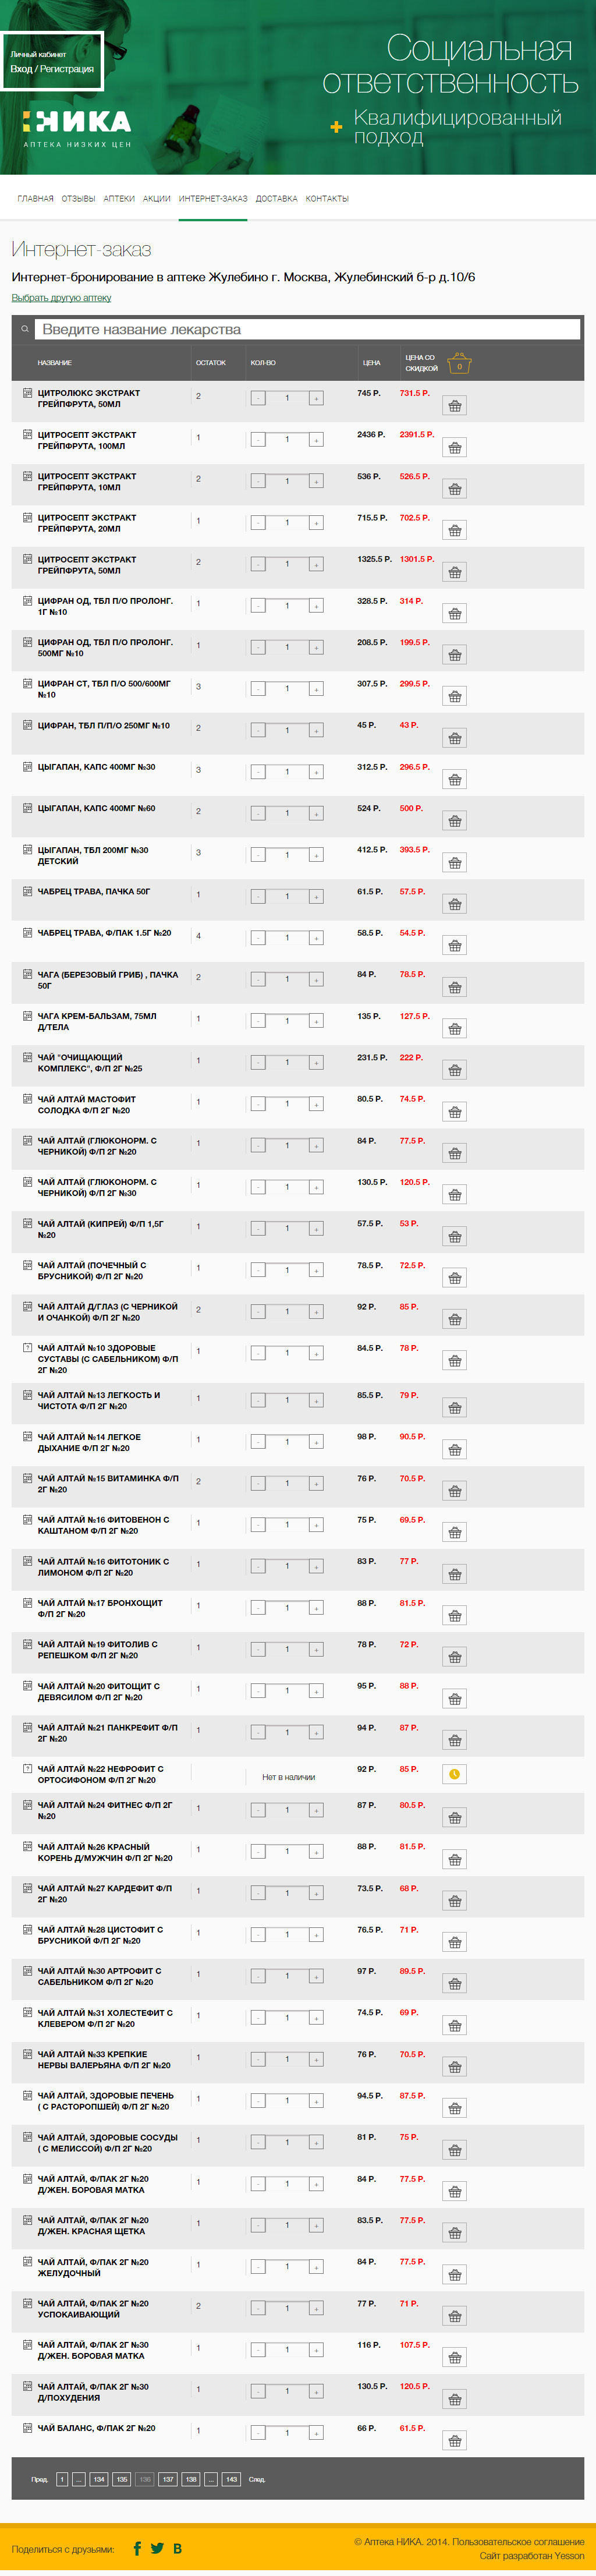 Личный кабинет
Вход / Регистрация
НИКА
АПТЕКА НИЗКИХ ЦЕН
Социальная
ответственность
+ Квалифицированный
подход
ГЛАВНАЯ ОТЗЫВЫ АПТЕКИ АКЦИИ ИНТЕРНЕТ-ЗАКАЗ ДОСТАВКА КОНТАКТЫ
Интернет-заказ
Интернет-бронирование в аптеке Жулебино г. Москва, Жулебинский б-р д.10/6
Выбрать другую аптеку
Введите название лекарства
НАЗВАНИЕ ОСТАТОК КОЛ-ВО ЦЕНА ЦЕНА СО СКИДКОЙ 0
ЦИТРОЛЮКС ЭКСТРАКТ ГРЕЙПФРУТА, 50МЛ 2 - 1 + 745 Р. 731.5 Р.
ЦИТРОСЕПТ ЭКСТРАКТ ГРЕЙПФРУТА, 100МЛ 1 - 1 + 2436 Р. 2391.5 Р.
ЦИТРОСЕПТ ЭКСТРАКТ ГРЕЙПФРУТА, 10МЛ 2 - 1 + 536 Р. 526.5 Р.
ЦИТРОСЕПТ ЭКСТРАКТ ГРЕЙПФРУТА, 20МЛ 1 - 1 + 715.5 Р. 702.5 Р.
ЦИТРОСЕПТ ЭКСТРАКТ ГРЕЙПФРУТА, 50МЛ 2 - 1 + 1325.5 Р. 1301.5 Р.
ЦИФРАН ОД, ТБЛ П/О ПРОЛОНГ. 1Г №10 1 - 1 + 328.5 Р. 314 Р.
ЦИФРАН ОД, ТБЛ П/О ПРОЛОНГ. 500МГ №10 1 - 1 + 208.5 Р. 199.5 Р.
ЦИФРАН СТ, ТБЛ П/О 500/600МГ №10 3 - 1 + 307.5 Р. 299.5 Р.
ЦИФРАН, ТБЛ П/П/О 250МГ №10 2 - 1 + 45 Р. 43 Р.
ЦЫГАПАН, КАПС 400МГ №30 3 - 1 + 312.5 Р. 296.5 Р.
ЦЫГАПАН, КАПС 400МГ №60 2 - 1 + 524 Р. 500 Р.
ЦЫГАПАН, ТБЛ 200МГ №30 ДЕТСКИЙ 3 - 1 + 412.5 Р. 393.5 Р.
ЧАБРЕЦ ТРАВА, ПАЧКА 50Г 1 - 1 + 61.5 Р. 57.5 Р.
ЧАБРЕЦ ТРАВА, Ф/ПАК 1.5Г №20 4 - 1 + 58.5 Р. 54.5 Р.
ЧАГА (БЕРЕЗОВЫЙ ГРИБ) , ПАЧКА 50Г 2 - 1 + 84 Р. 78.5 Р.
ЧАГА КРЕМ-БАЛЬЗАМ, 75МЛ Д/ТЕЛА 1 - 1 + 135 Р. 127.5 Р.
ЧАЙ "ОЧИЩАЮЩИЙ КОМПЛЕКС", Ф/П 2Г №25 1 - 1 + 231.5 Р. 222 Р.
ЧАЙ АЛТАЙ МАСТОФИТ СОЛОДКА Ф/П 2Г №20 1 - 1 + 80.5 Р. 74.5 Р.
ЧАЙ АЛТАЙ (ГЛЮКОНОРМ. С ЧЕРНИКОЙ) Ф/П 2Г №20 1 - 1 + 84 Р. 77.5 Р.
ЧАЙ АЛТАЙ (ГЛЮКОНОРМ. С ЧЕРНИКОЙ) Ф/П 2Г №30 1 - 1 + 130.5 Р. 120.5 Р.
ЧАЙ АЛТАЙ (КИПРЕЙ) Ф/П 1,5Г №20 1 - 1 + 57.5 Р. 53 Р.
ЧАЙ АЛТАЙ (ПОЧЕЧНЫЙ С БРУСНИКОЙ) Ф/П 2Г №20 1 - 1 + 78.5 Р. 72.5 Р.
ЧАЙ АЛТАЙ Д/ГЛАЗ (С ЧЕРНИКОЙ И ОЧАНКОЙ) Ф/П 2Г №20 2 - 1 + 92 Р. 85 Р.
ЧАЙ АЛТАЙ №10 ЗДОРОВЫЕ СУСТАВЫ (С САБЕЛЬНИКОМ) Ф/П 2Г №20 1 - 1 + 84.5 Р. 78 Р.
ЧАЙ АЛТАЙ №13 ЛЕГКОСТЬ И ЧИСТОТА Ф/П 2Г №20 1 - 1 + 85.5 Р. 79 Р.
ЧАЙ АЛТАЙ №14 ЛЕГКОЕ ДЫХАНИЕ Ф/П 2Г №20 1 - 1 + 98 Р. 90.5 Р.
ЧАЙ АЛТАЙ №15 ВИТАМИНКА Ф/П 2Г №20 2 - 1 + 76 Р. 70.5 Р.
ЧАЙ АЛТАЙ №16 ФИТОВЕНОН С КАШТАНОМ Ф/П 2Г №20 1 - 1 + 75 Р. 69.5 Р.
ЧАЙ АЛТАЙ №16 ФИТОТОНИК С ЛИМОНОМ Ф/П 2Г №20 1 - 1 + 83 Р. 77 Р.
ЧАЙ АЛТАЙ №17 БРОНХОЩИТ Ф/П 2Г №20 1 - 1 + 88 Р. 81.5 Р.
ЧАЙ АЛТАЙ №19 ФИТОЛИВ С РЕПЕШКОМ Ф/П 2Г №20 1 - 1 + 78 Р. 72 Р.
ЧАЙ АЛТАЙ №20 ФИТОЩИТ С ДЕВЯСИЛОМ Ф/П 2Г №20 1 - 1 + 95 Р. 88 Р.
ЧАЙ АЛТАЙ №21 ПАНКРЕФИТ Ф/П 2Г №20 1 - 1 + 94 Р. 87 Р.
ЧАЙ АЛТАЙ №22 НЕФРОФИТ С ОРТОСИФОНОМ Ф/П 2Г №20 Нет в наличии 92 Р. 85 Р.
ЧАЙ АЛТАЙ №24 ФИТНЕС Ф/П 2Г №20 1 - 1 + 87 Р. 80.5 Р.
ЧАЙ АЛТАЙ №26 КРАСНЫЙ КОРЕНЬ Д/МУЖЧИН Ф/П 2Г №20 1 - 1 + 88 Р. 81.5 Р.
ЧАЙ АЛТАЙ №27 КАРДЕФИТ Ф/П 2Г №20 1 - 1 + 73.5 Р. 68 Р.
ЧАЙ АЛТАЙ №28 ЦИСТОФИТ С БРУСНИКОЙ Ф/П 2Г №20 1 - 1 + 76.5 Р. 71 Р.
ЧАЙ АЛТАЙ №30 АРТРОФИТ С САБЕЛЬНИКОМ Ф/П 2Г №20 1 - 1 + 97 Р. 89.5 Р.
ЧАЙ АЛТАЙ №31 ХОЛЕСТЕФИТ С КЛЕВЕРОМ Ф/П 2Г №20 1 - 1 + 74.5 Р. 69 Р.
ЧАЙ АЛТАЙ №33 КРЕПКИЕ НЕРВЫ ВАЛЕРЬЯНА Ф/П 2Г №20 1 - 1 + 76 Р. 70.5 Р.
ЧАЙ АЛТАЙ, ЗДОРОВЫЕ ПЕЧЕНЬ ( С РАСТОРОПШЕЙ) Ф/П 2Г №20 1 - 1 + 94.5 Р. 87.5 Р.
ЧАЙ АЛТАЙ, ЗДОРОВЫЕ СОСУДЫ ( С МЕЛИССОЙ) Ф/П 2Г №20 1 - 1 + 81 Р. 75 Р.
ЧАЙ АЛТАЙ, Ф/ПАК 2Г №20 Д/ЖЕН. БОРОВАЯ МАТКА 1 - 1 + 84 Р. 77.5 Р.
ЧАЙ АЛТАЙ, Ф/ПАК 2Г №20 Д/ЖЕН. КРАСНАЯ ЩЕТКА 1 - 1 + 83.5 Р. 77.5 Р.
ЧАЙ АЛТАЙ, Ф/ПАК 2Г №20 ЖЕЛУДОЧНЫЙ 1 - 1 + 84 Р. 77.5 Р.
ЧАЙ АЛТАЙ, Ф/ПАК 2Г №20 УСПОКАИВАЮЩИЙ 2 - 1 + 77 Р. 71 Р.
ЧАЙ АЛТАЙ, Ф/ПАК 2Г №30 Д/ЖЕН. БОРОВАЯ МАТКА 1 - 1 + 116 Р. 107.5 Р.
ЧАЙ АЛТАЙ, Ф/ПАК 2Г №30 Д/ПОХУДЕНИЯ 1 - 1 + 130.5 Р. 120.5 Р.
ЧАЙ БАЛАНС, Ф/ПАК 2Г №20 1 - 1 + 66 Р. 61.5 Р.
Пред. 1 ... 134 135 136 137 138 ... 143 След.
Поделиться с друзьями:
© Аптека НИКА. 2014. Пользовательское соглашение
Сайт разработан Yesson